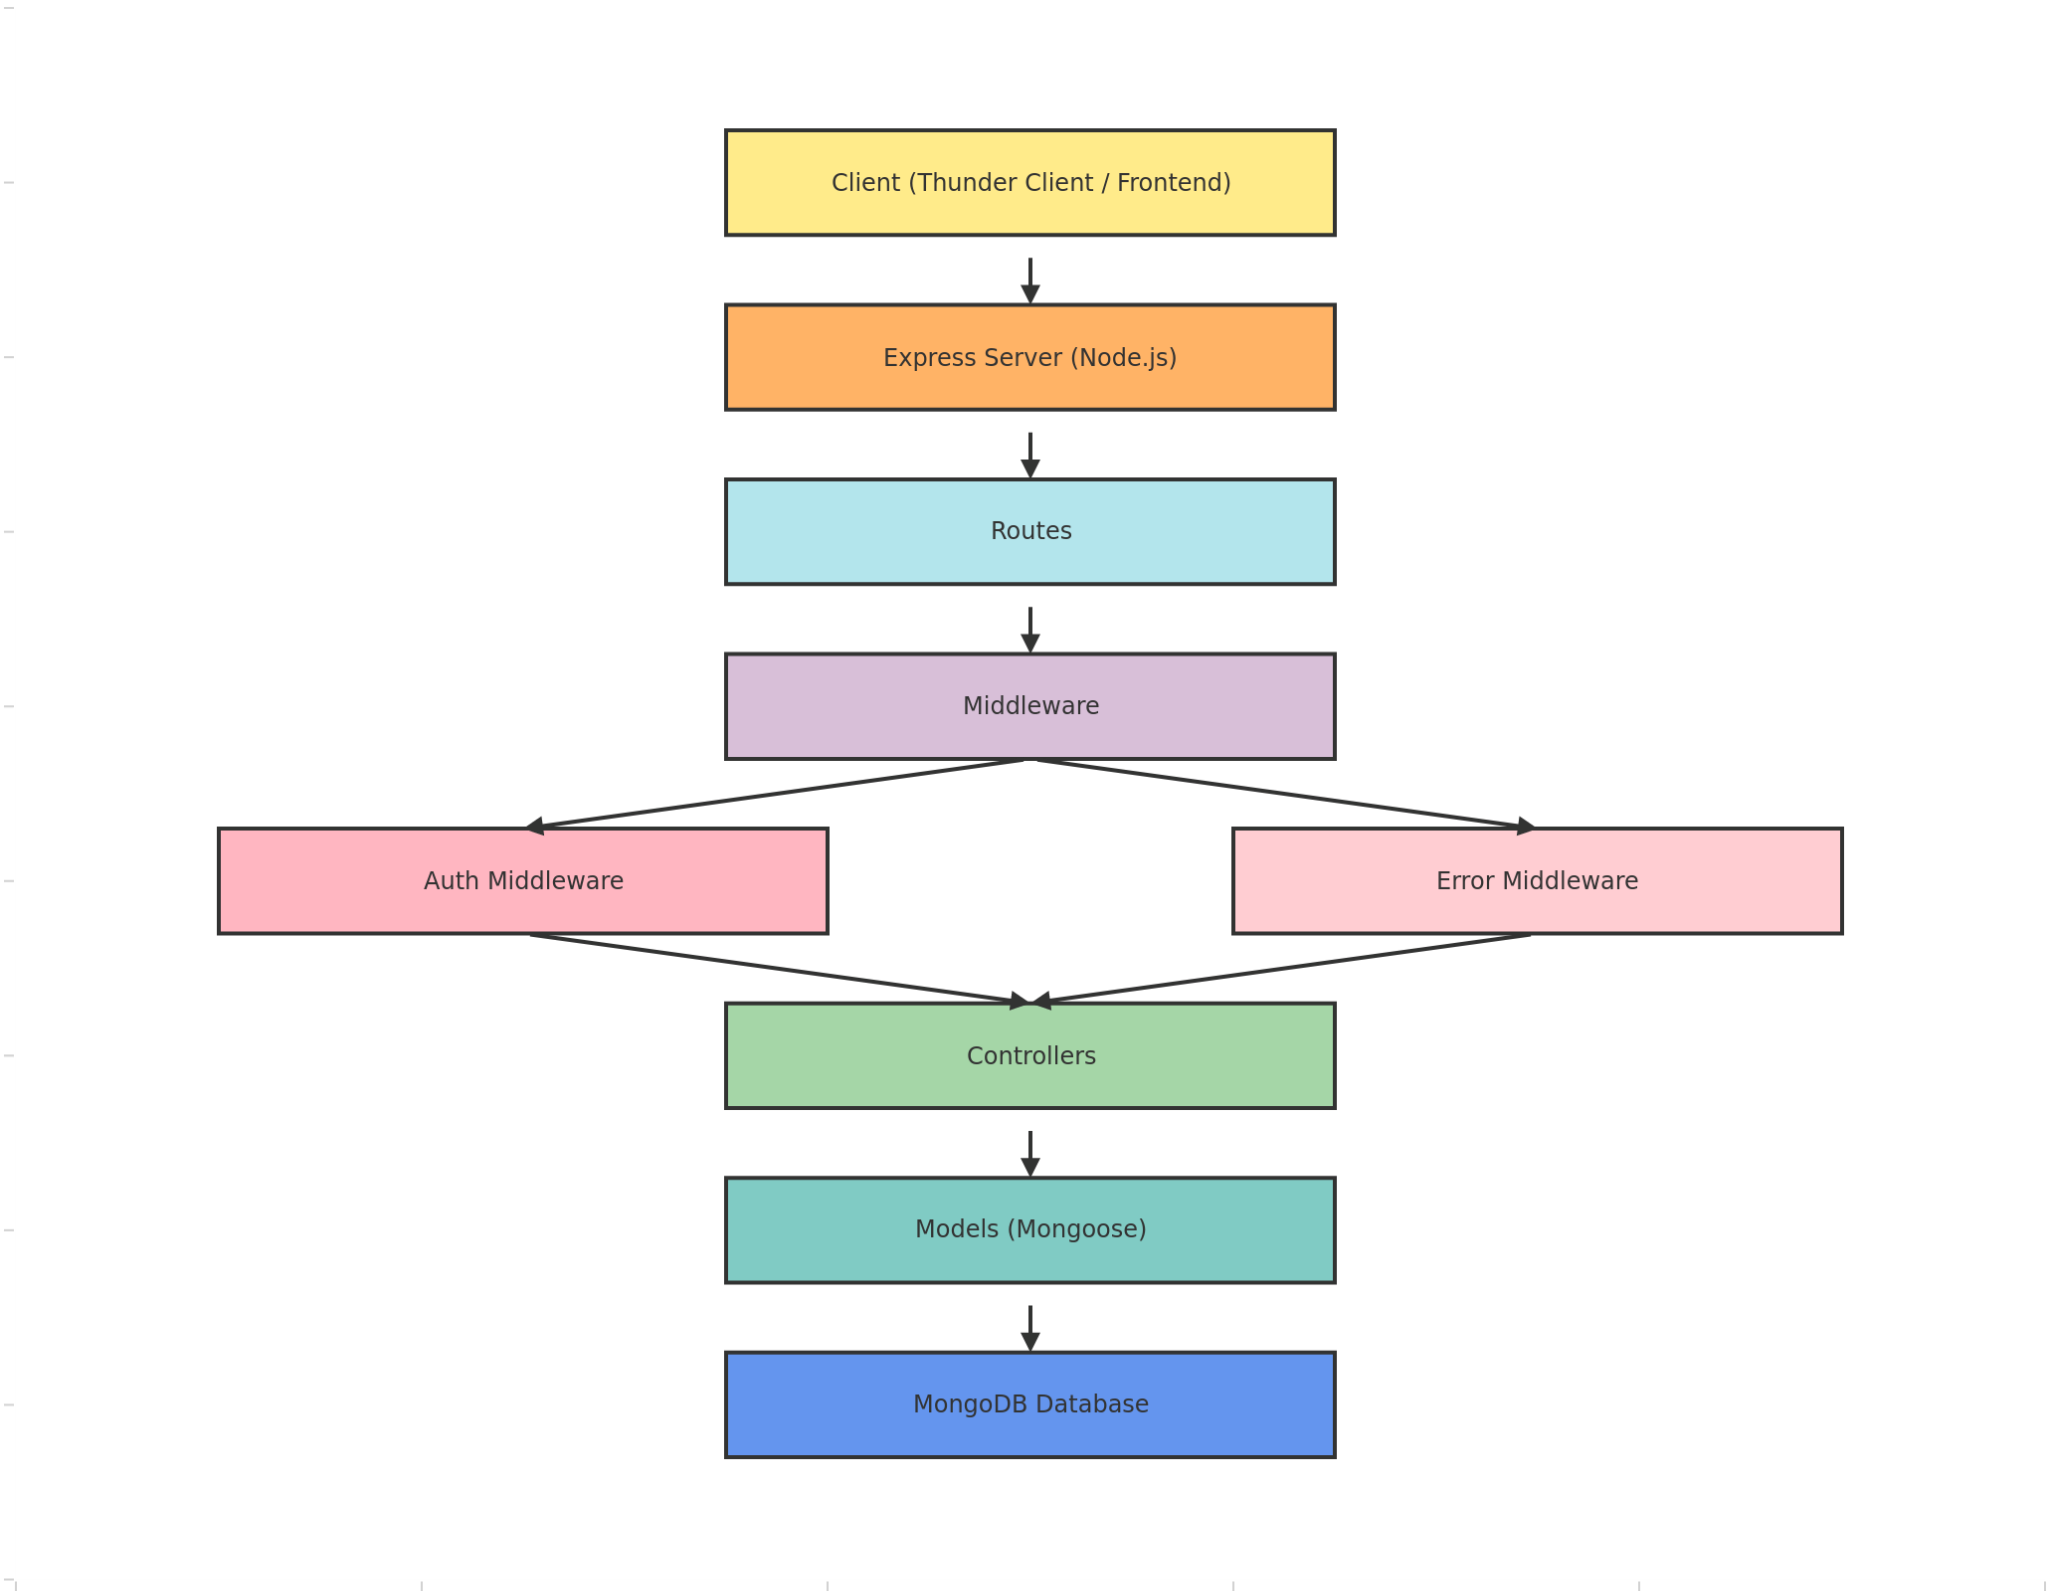 Client (Thunder Client / Frontend)
Express Server (Node.js)
Routes
Middleware
Auth Middleware
Error Middleware
Controllers
Models (Mongoose)
MongoDB Database